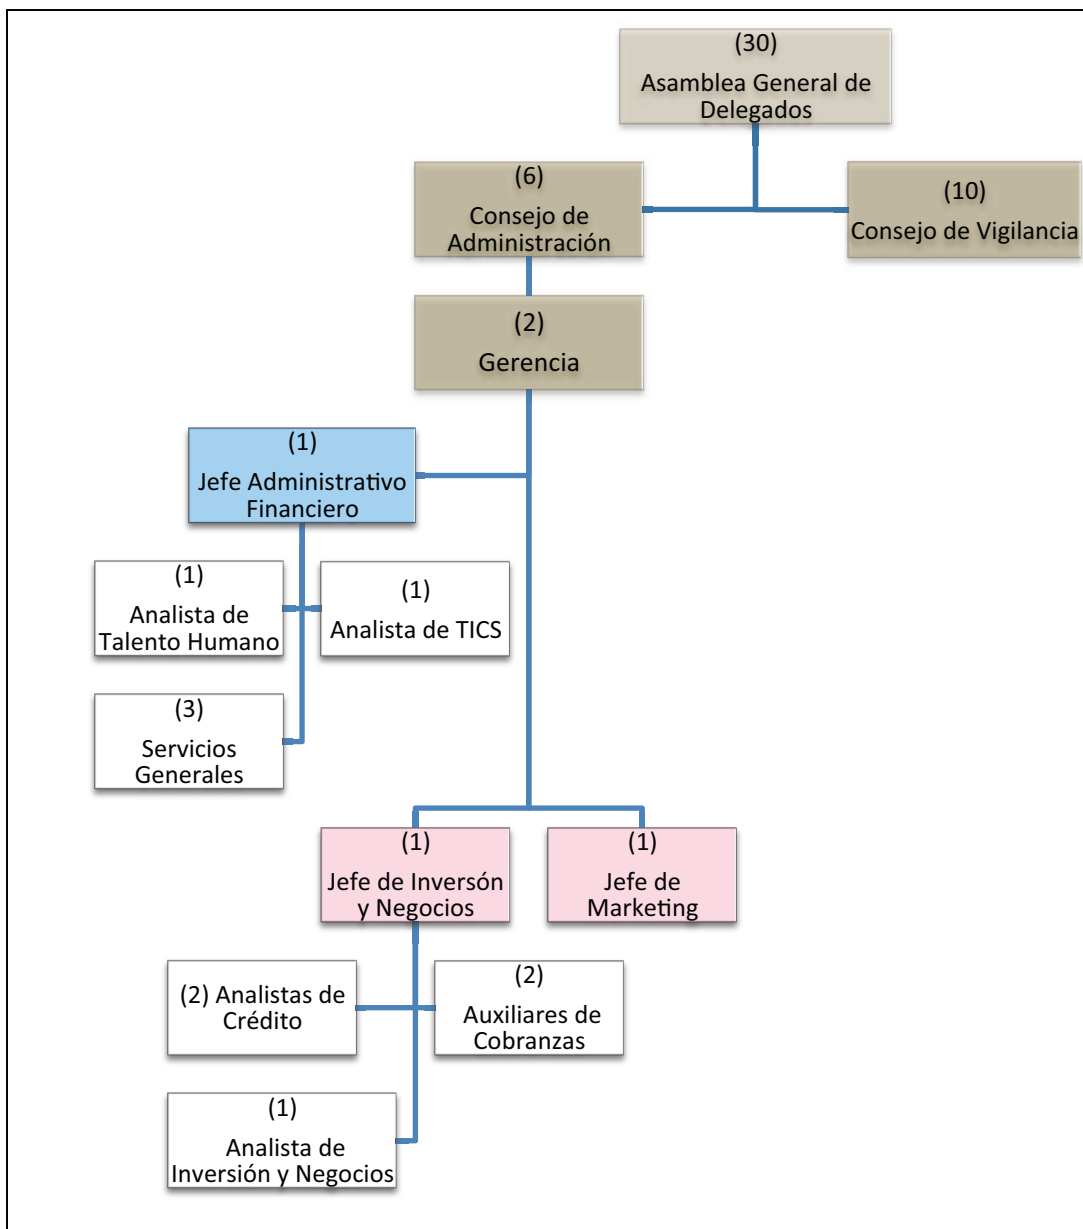 (30)
Asamblea General de
Delegados
(6)
Consejo de
Administración
(10)
Consejo de Vigilancia
(2)
Gerencia
(1)
Jefe Administrativo
Financiero
(1)
Analista de
Talento Humano
(1)
Analista de TICS
(3)
Servicios
Generales
(1)
Jefe de Inversón
y Negocios
(1)
Jefe de
Marketing
(2) Analistas de
Crédito
(2)
Auxiliares de
Cobranzas
(1)
Analista de
Inversión y Negocios